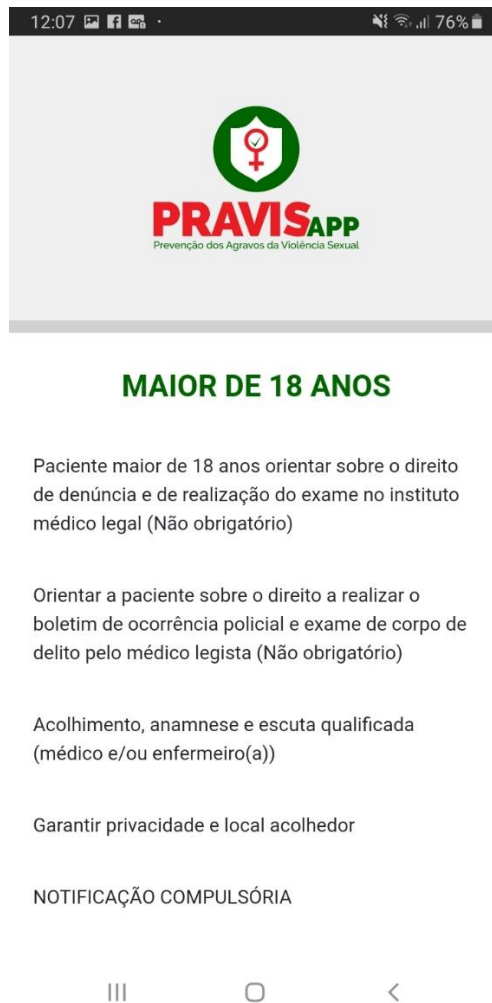 12:07
76%
PRAVISAPP
Prevenção dos Agravos da Violência Sexual
MAIOR DE 18 ANOS
Paciente maior de 18 anos orientar sobre o direito
de denúncia e de realização do exame no instituto
médico legal (Não obrigatório)
Orientar a paciente sobre o direito a realizar o
boletim de ocorrência policial e exame de corpo de
delito pelo médico legista (Não obrigatório)
Acolhimento, anamnese e escuta qualificada
(médico e/ou enfermeiro(a))
Garantir privacidade e local acolhedor
NOTIFICAÇÃO COMPULSÓRIA